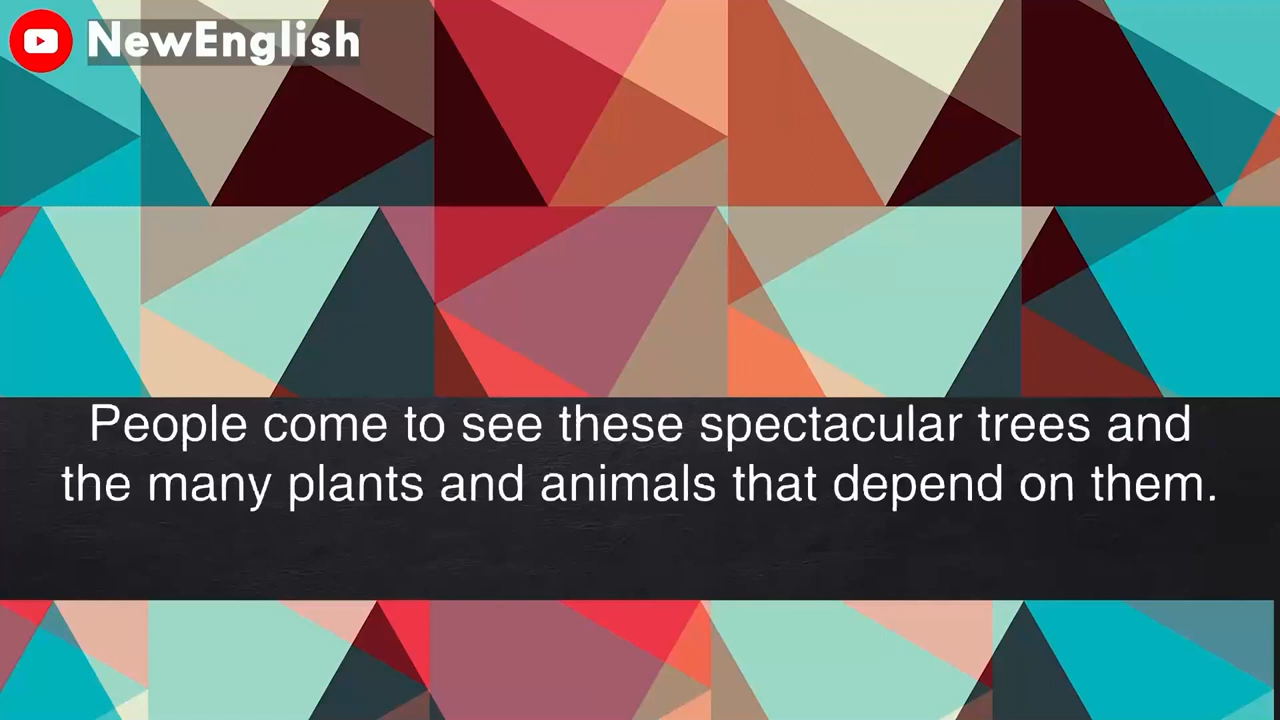 NewEnglish
People come to see these spectacular trees and
the many plants and animals that depend on them.